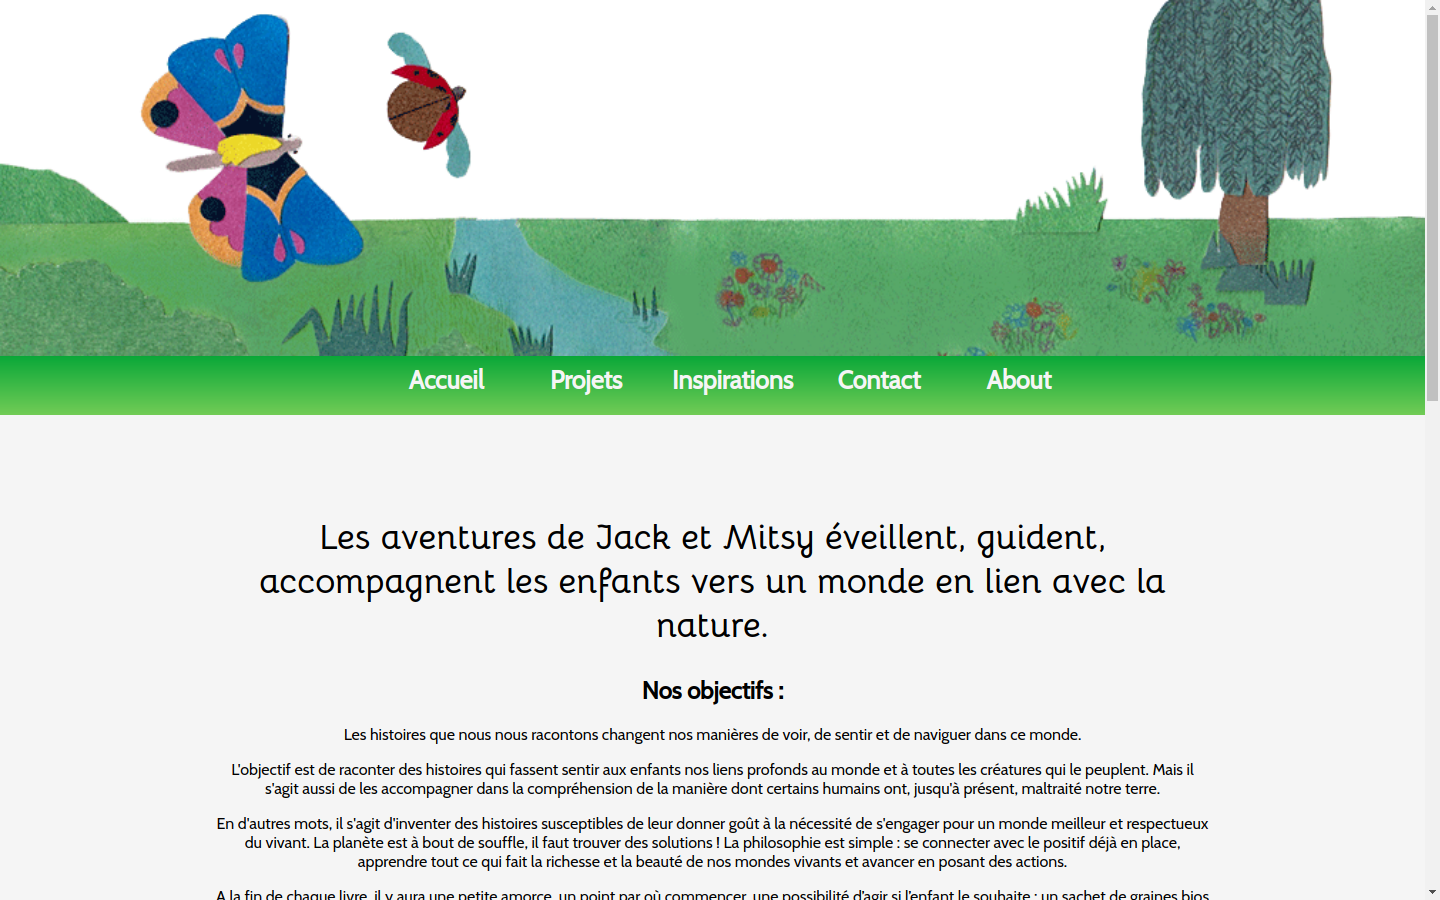 Accueil Projets Inspirations Contact About
Les aventures de Jack et Mitsy éveillent, guident,
accompagnent les enfants vers un monde en lien avec la
nature.
Nos objectifs :
Les histoires que nous nous racontons changent nos manières de voir, de sentir et de naviguer dans ce monde.
L'objectif est de raconter des histoires qui fassent sentir aux enfants nos liens profonds au monde et à toutes les créatures qui le peuplent. Mais il
s'agit aussi de les accompagner dans la compréhension de la manière dont certains humains ont, jusqu'à présent, maltraité notre terre.
En d'autres mots, il s'agit d'inventer des histoires susceptibles de leur donner goût à la nécessité de s'engager pour un monde meilleur et respectueux
du vivant. La planète est à bout de souffle, il faut trouver des solutions ! La philosophie est simple : se connecter avec le positif déjà en place,
apprendre tout ce qui fait la richesse et la beauté de nos mondes vivants et avancer en posant des actions.
A la fin de chaque livre, il y aura une petite amorce, un point par où commencer, une possibilité d'agir si l'enfant le souhaite : un sachet de graines bios